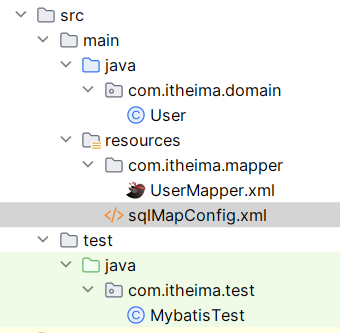 src
main
java
com.itheima.domain
User
resources
com.itheima.mapper
UserMapper.xml
sqlMapConfig.xml
test
java
com.itheima.test
MybatisTest